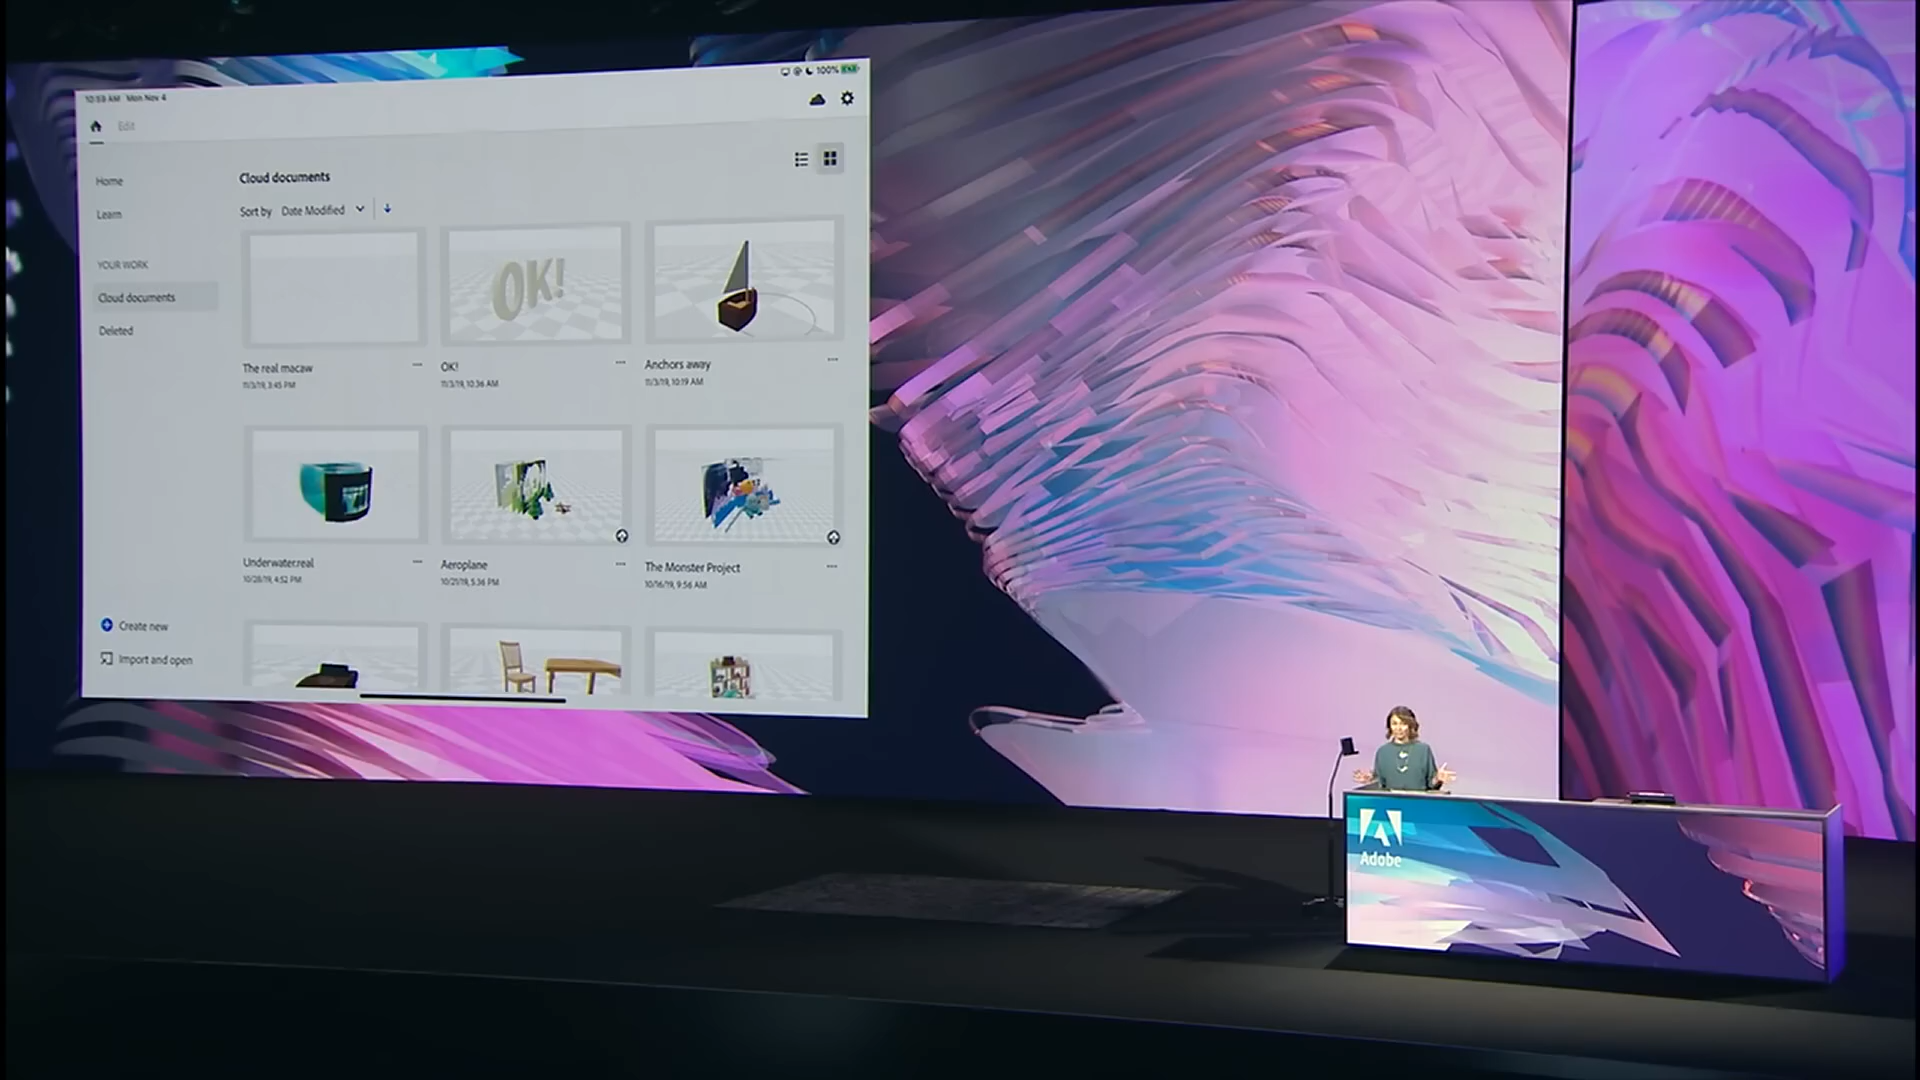 10:59 AM Mon Nov 4
100%
Edit
Home
Learn
YOUR WORK
Cloud documents
Deleted
Create new
Import and open
Cloud documents
Sort by Date Modified
OK!
The real macaw ...
11/3/19, 3:45 PM
OK! ...
11/3/19, 10:36 AM
Anchors away ...
11/3/19, 10:19 AM
Underwater.real ...
10/28/19, 4:52 PM
Aeroplane ...
10/21/19, 5:36 PM
The Monster Project ...
10/16/19, 9:56 AM
Adobe